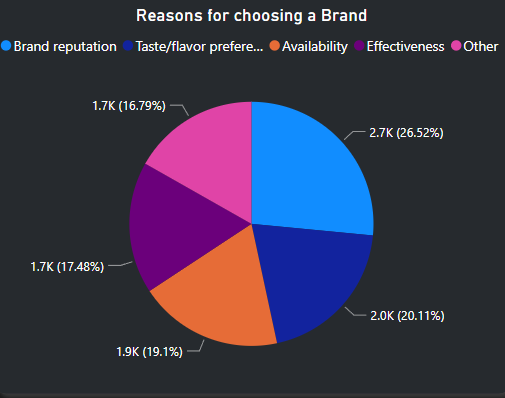 Reasons for choosing a Brand
Brand reputation Taste/flavor prefere... Availability Effectiveness Other
1.7K (16.79%)
2.7K (26.52%)
1.7K (17.48%)
2.0K (20.11%)
1.9K (19.1%)